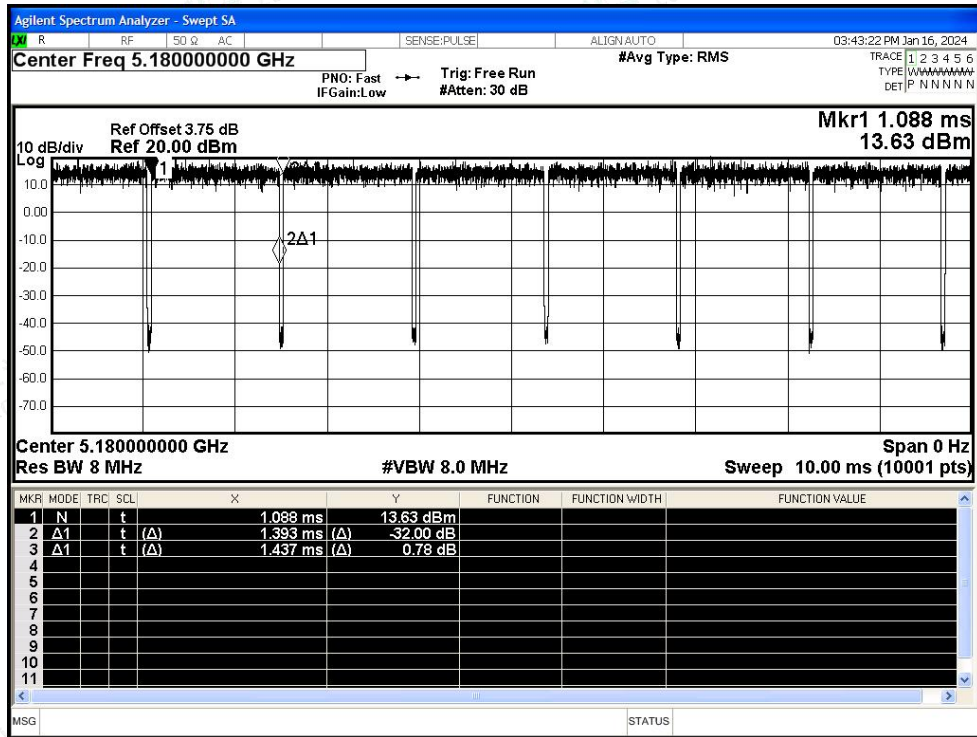 Agilent Spectrum Analyzer - Swept SA
LXI R RF 50 Ω AC SENSE:PULSE ALIGN AUTO 03:43:22 PM Jan 16, 2024
Center Freq 5.180000000 GHz
PNO: Fast
IFGain:Low
Trig: Free Run
#Atten: 30 dB
#Avg Type: RMS
TRACE 1 2 3 4 5 6
TYPE WWWWWW
DET P N N N N N
Mkr1 1.088 ms
13.63 dBm
Ref Offset 3.75 dB
10 dB/div Ref 20.00 dBm
Log
1
10.0
0.00
-10.0
2Δ1
-20.0
-30.0
-40.0
-50.0
-60.0
-70.0
Center 5.180000000 GHz Span 0 Hz
Res BW 8 MHz #VBW 8.0 MHz Sweep 10.00 ms (10001 pts)
MKR MODE TRC SCL X Y FUNCTION FUNCTION WIDTH FUNCTION VALUE
1 N t 1.088 ms 13.63 dBm
2 Δ1 t (Δ) 1.393 ms (Δ) -32.00 dB
3 Δ1 t (Δ) 1.437 ms (Δ) 0.78 dB
4
5
6
7
8
9
10
11
MSG STATUS